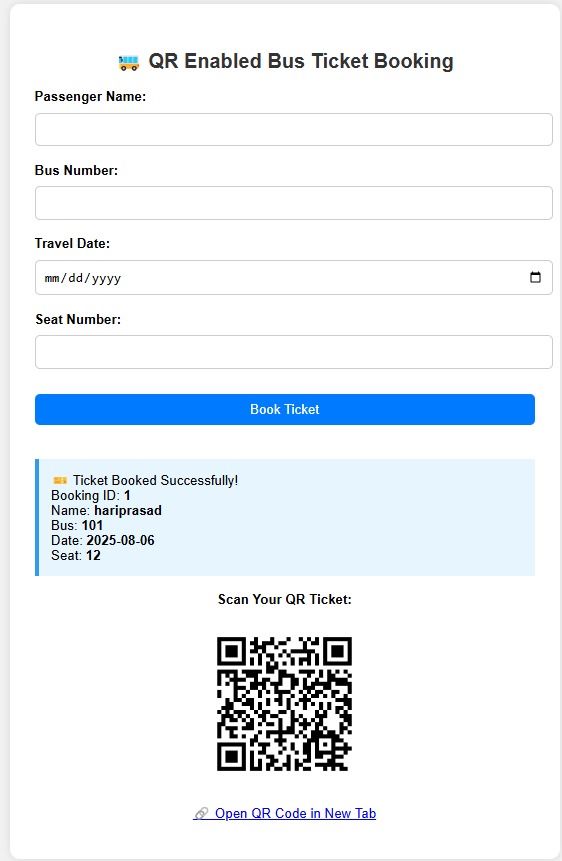 QR Enabled Bus Ticket Booking
Passenger Name:
Bus Number:
Travel Date:
mm/dd/yyyy
Seat Number:
Book Ticket
Ticket Booked Successfully!
Booking ID: 1
Name: hariprasad
Bus: 101
Date: 2025-08-06
Seat: 12
Scan Your QR Ticket:
Open QR Code in New Tab